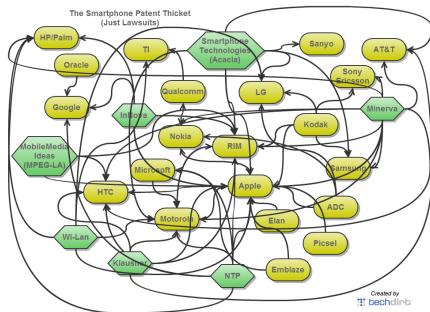 The Smartphone Patent Thicket
(Just Lawsuits)
HP/Palm
TI
Smartphone
Technologies
(Acacia)
Sanyo
AT&T
Oracle
Sony
Ericsson
Google
Qualcomm
LG
Minerva
InNova
Nokia
RIM
Kodak
MobileMedia
Ideas
(MPEG-LA)
Microsoft
Samsung
HTC
Apple
Motorola
Elan
ADC
Wi-Lan
Picsel
Klausner
NTP
Emblaze
Created by
techdirt